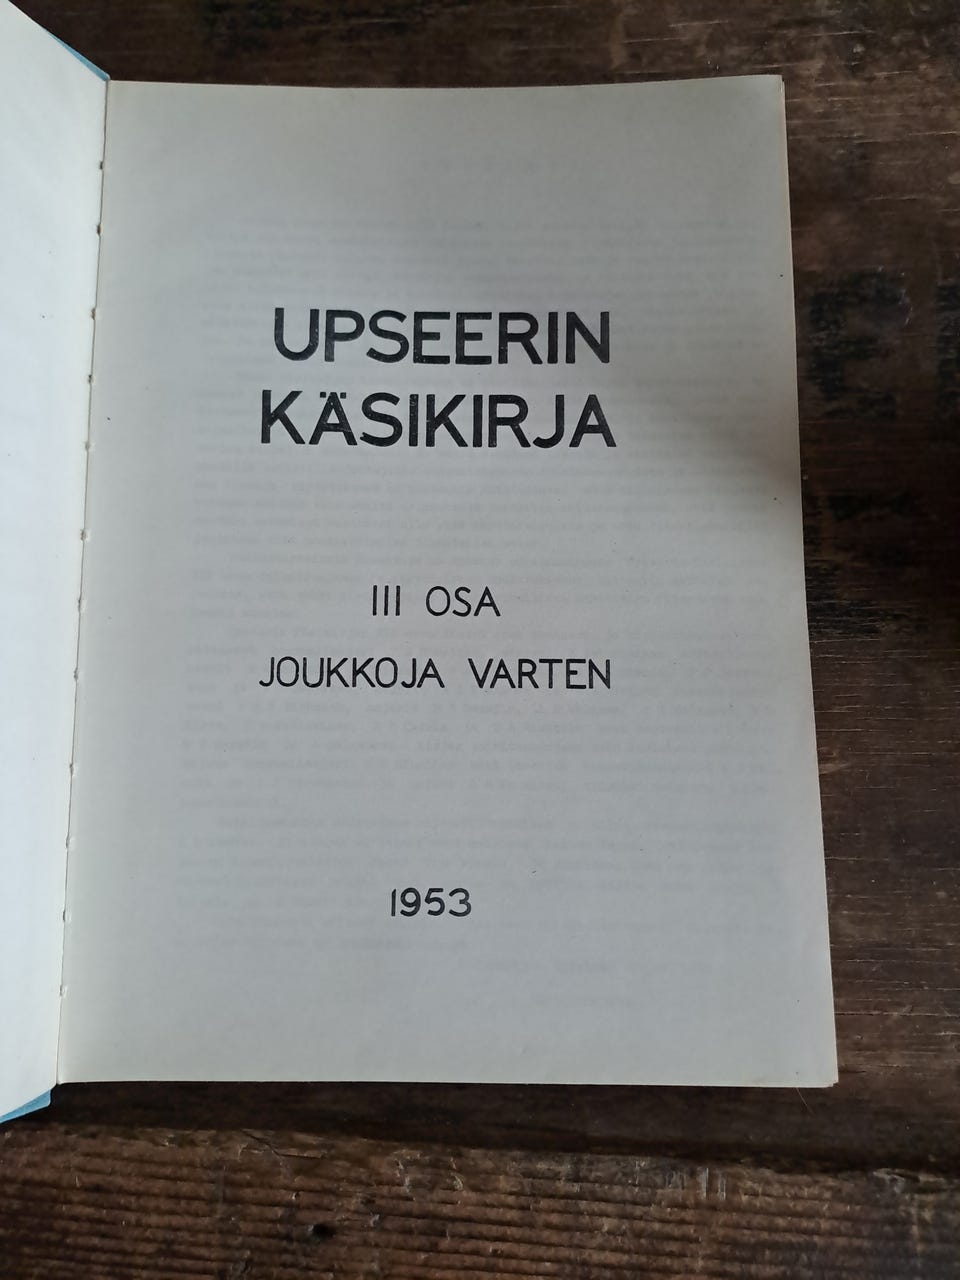 UPSEERIN
KÄSIKIRJA
III OSA
JOUKKOJA VARTEN
1953